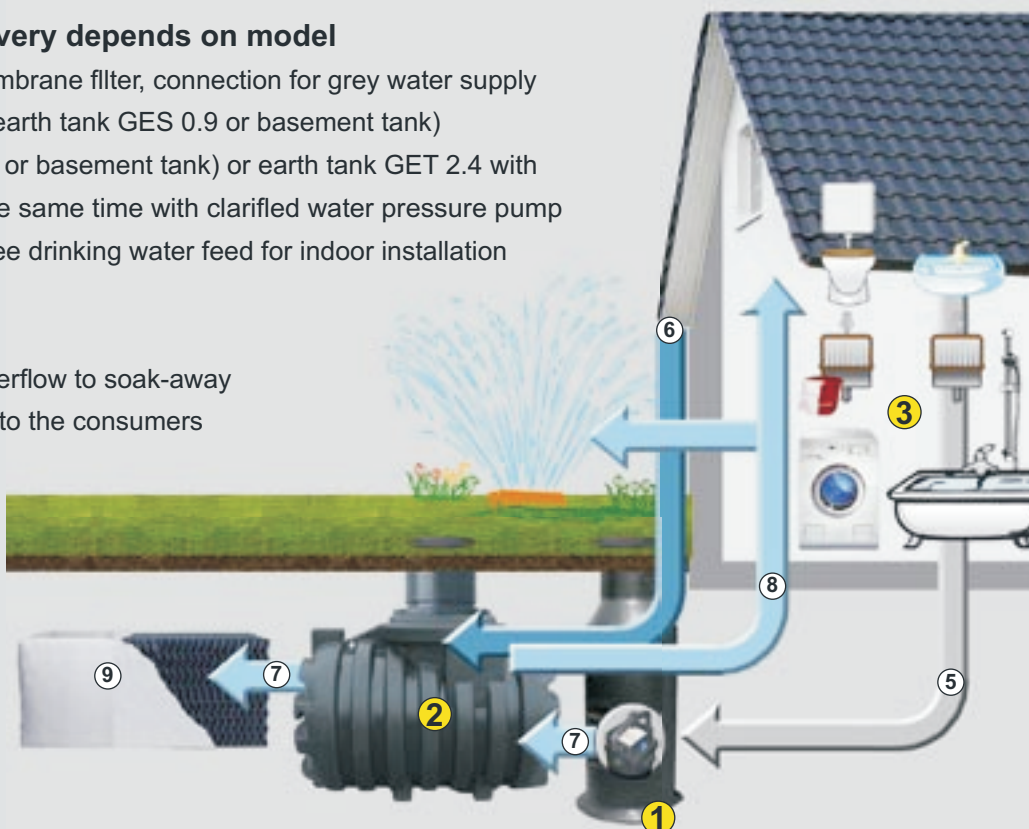 very depends on model
mbrane fllter, connection for grey water supply
earth tank GES 0.9 or basement tank)
or basement tank) or earth tank GET 2.4 with
e same time with clarifled water pressure pump
ee drinking water feed for indoor installation
erflow to soak-away
to the consumers
6
3
8
9
7
2
7
5
1